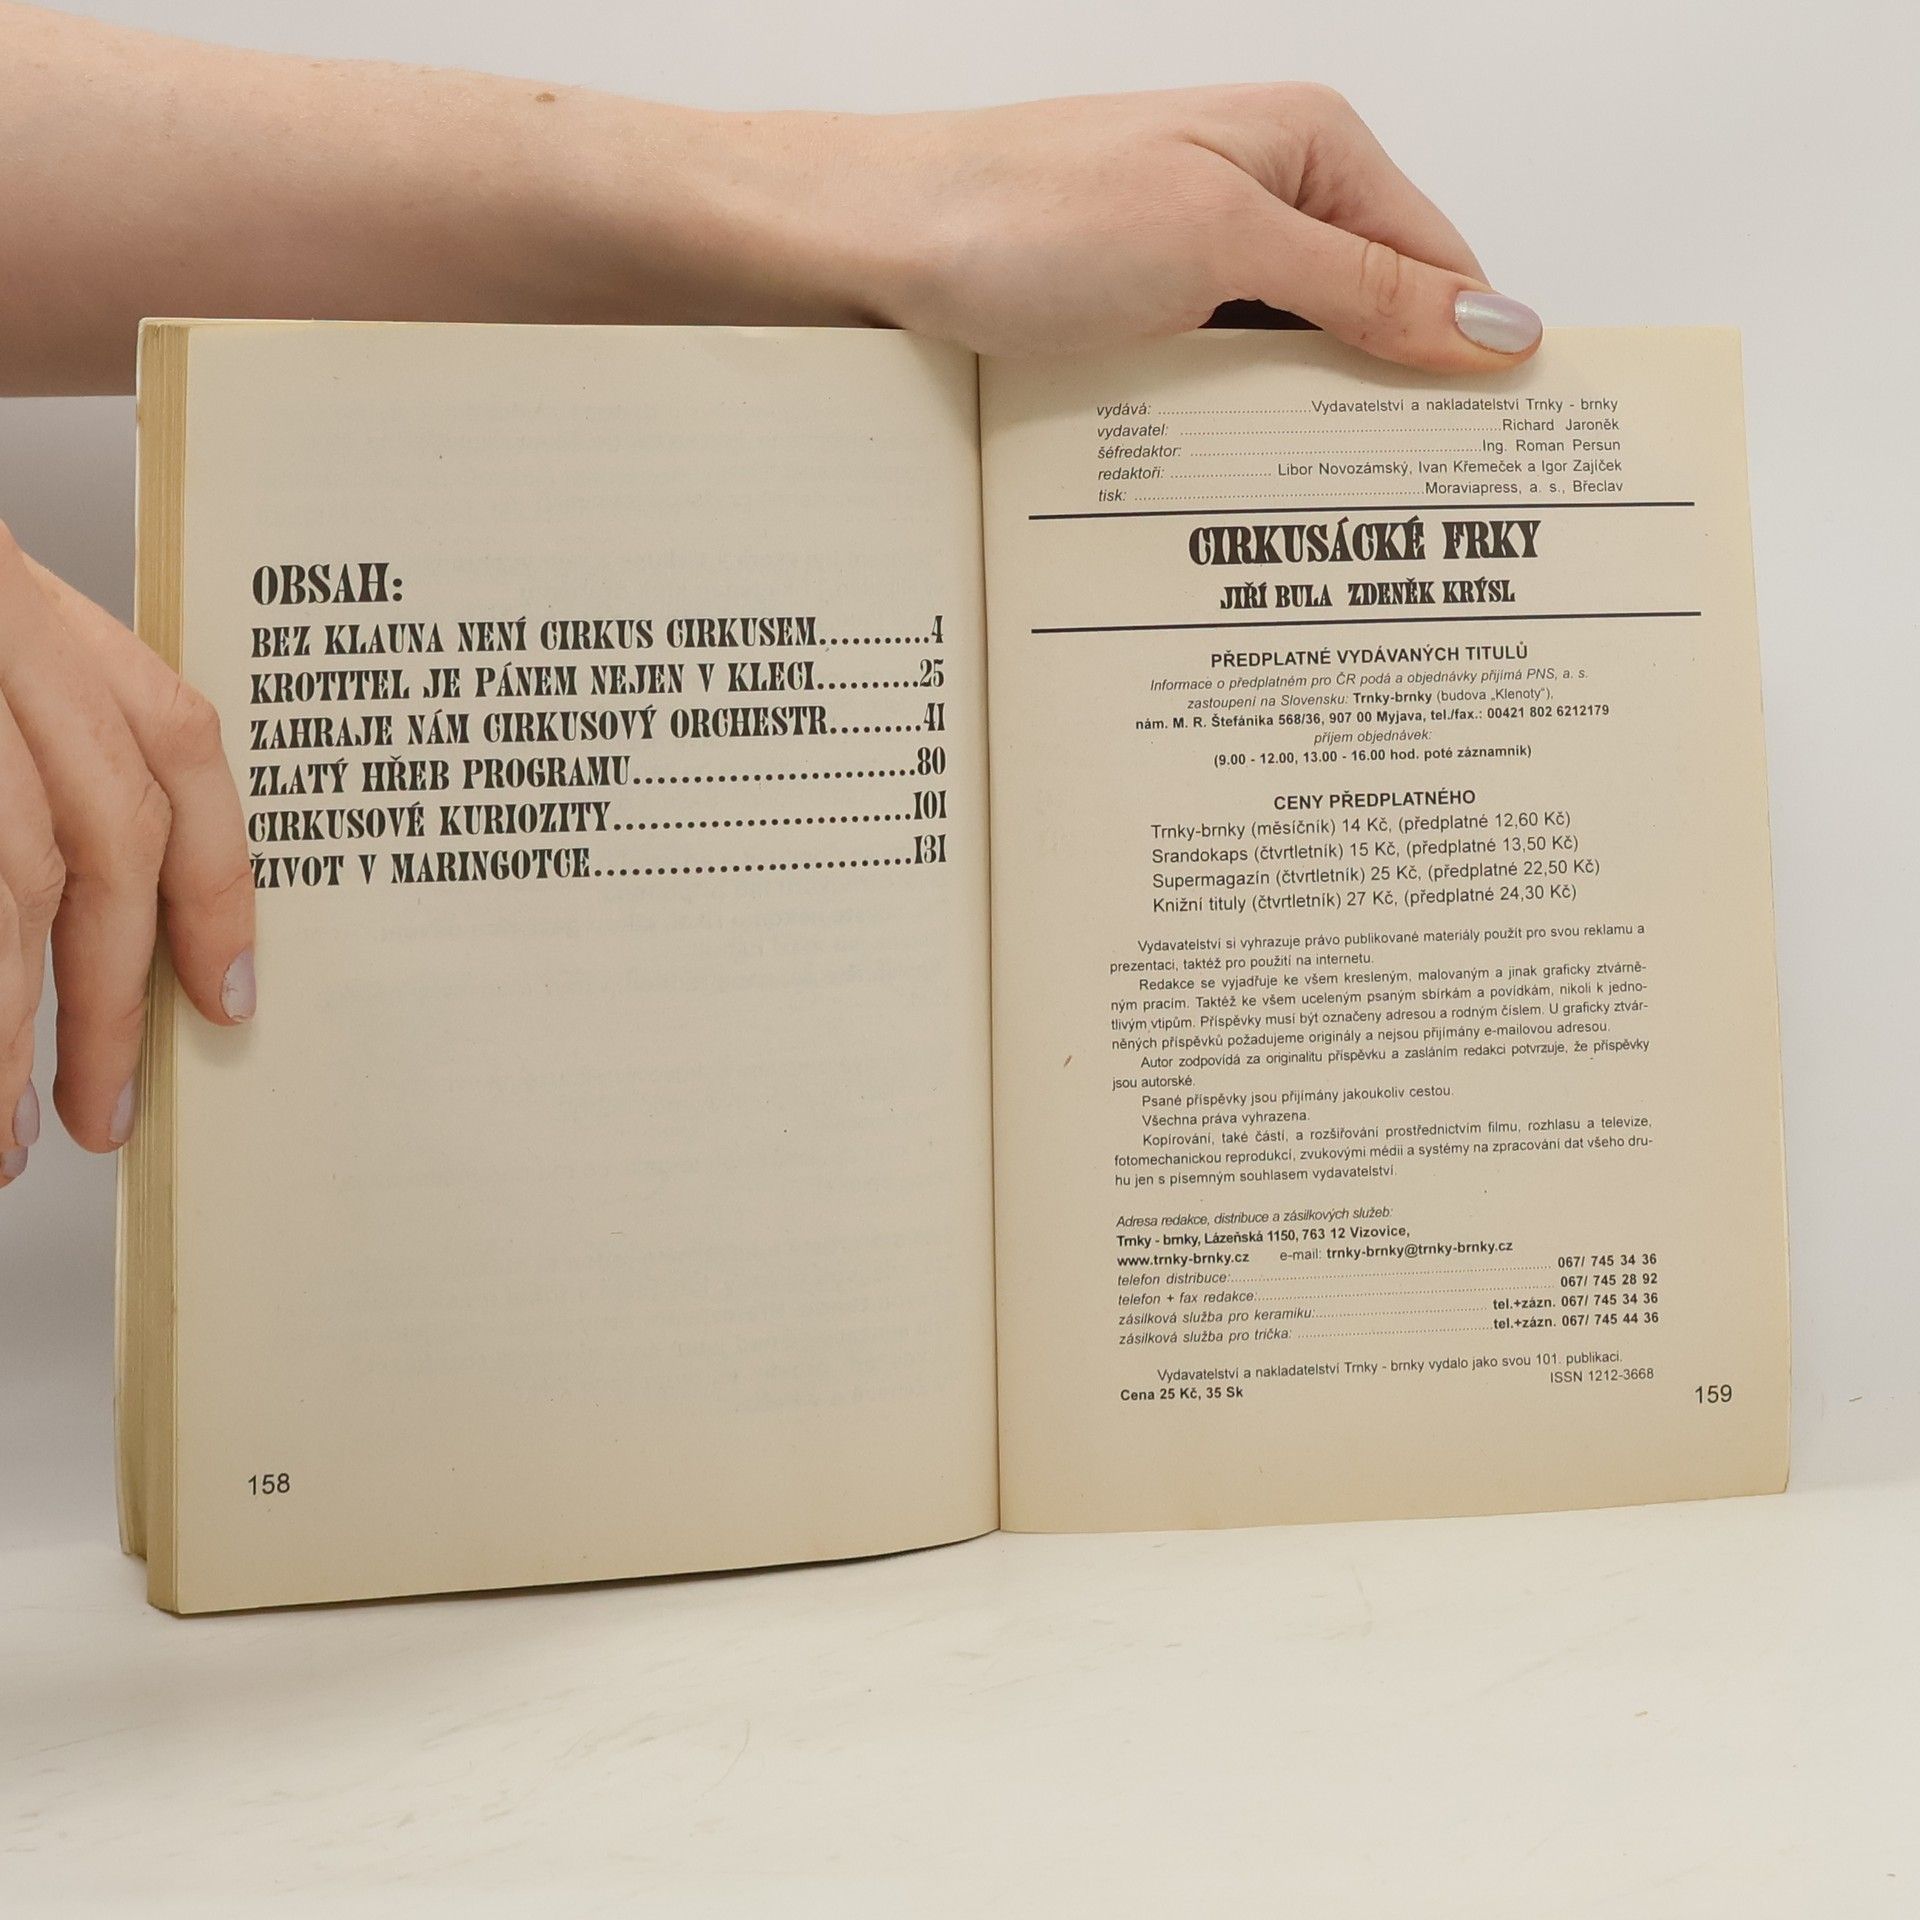 OBSAH:
BEZ KLAUNA NENÍ CIRKUS CIRKUSEM...........4
KROTITEL JE PÁNEM NEJEN V KLECI..........25
ZAHRAJE NÁM CIRKUSOVÝ ORCHESTR.........41
ZLATÝ HŘEB PROGRAMU.......................80
CIRKUSOVÉ KURIOZITY.........................101
ŽIVOT V MARINGOTCE..........................131
158
vydává: ..................................Vydavatelství a nakladatelství Trnky - brnky
vydavatel: ........................................................................Richard Jaroněk
šéfredaktor: .................................................................Ing. Roman Persun
redaktoři: ....................... Libor Novozámský, Ivan Křemeček a Igor Zajíček
tisk: ................................................................Moraviapress, a. s., Břeclav
CIRKUSÁCKÉ FRKY
JIŘÍ BULA ZDENĚK KRÝSL
PŘEDPLATNÉ VYDÁVANÝCH TITULŮ
Informace o předplatném pro ČR podá a objednávky přijímá PNS, a. s.
zastoupení na Slovensku: Trnky-brnky (budova „Klenoty"),
nám. M. R. Štefánika 568/36, 907 00 Myjava, tel./fax.: 00421 802 6212179
příjem objednávek:
(9.00 - 12.00, 13.00 - 16.00 hod. poté záznamník)
CENY PŘEDPLATNÉHO
Trnky-brnky (měsíčník) 14 Kč, (předplatné 12,60 Kč)
Srandokaps (čtvrtletník) 15 Kč, (předplatné 13,50 Kč)
Supermagazín (čtvrtletník) 25 Kč, (předplatné 22,50 Kč)
Knižní tituly (čtvrtletník) 27 Kč, (předplatné 24,30 Kč)
Vydavatelství si vyhrazuje právo publikované materiály použít pro svou reklamu a
prezentaci, taktéž pro použití na internetu.
Redakce se vyjadřuje ke všem kresleným, malovaným a jinak graficky ztvárně-
ným pracím. Taktéž ke všem uceleným psaným sbírkám a povídkám, nikoli k jedno-
tlivým vtipům. Příspěvky musí být označeny adresou a rodným číslem. U graficky ztvár-
něných příspěvků požadujeme originály a nejsou přijímány e-mailovou adresou.
Autor zodpovídá za originalitu příspěvku a zasláním redakci potvrzuje, že příspěvky
jsou autorské.
Psané příspěvky jsou přijímány jakoukoliv cestou.
Všechna práva vyhrazena.
Kopírování, také částí, a rozšiřování prostřednictvím filmu, rozhlasu a televize,
fotomechanickou reprodukcí, zvukovými médii a systémy na zpracování dat všeho dru-
hu jen s písemným souhlasem vydavatelství.
Adresa redakce, distribuce a zásilkových služeb:
Trnky - brnky, Lázeňská 1150, 763 12 Vizovice,
www.trnky-brnky.cz e-mail: trnky-brnky@trnky-brnky.cz
telefon distribuce:................................................................ 067/ 745 34 36
telefon + fax redakce:........................................................... 067/ 745 28 92
zásilková služba pro keramiku:................................... tel.+zázn. 067/ 745 34 36
zásilková služba pro trička: .......................................tel.+zázn. 067/ 745 44 36
Vydavatelství a nakladatelství Trnky - brnky vydalo jako svou 101. publikaci.
ISSN 1212-3668
Cena 25 Kč, 35 Sk
159